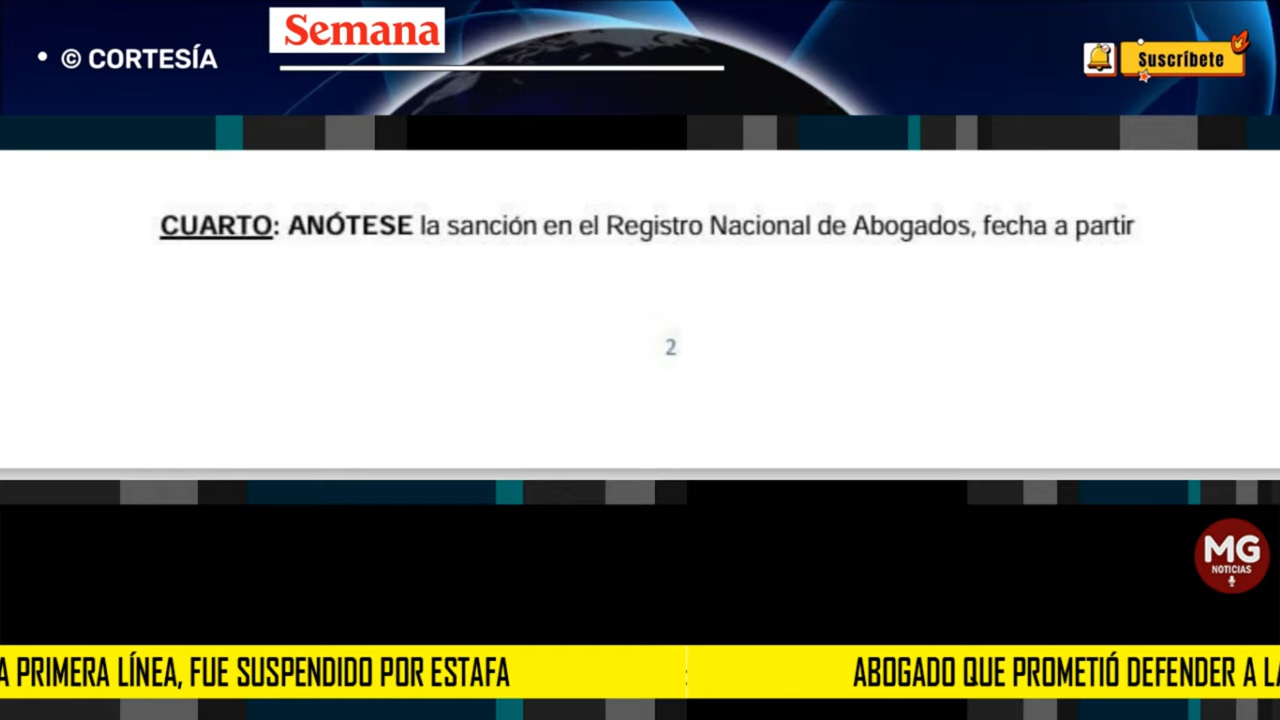 Semana
• © CORTESÍA
Suscríbete
CUARTO: ANÓTESE la sanción en el Registro Nacional de Abogados, fecha a partir
2
MG
NOTICIAS
A PRIMERA LÍNEA, FUE SUSPENDIDO POR ESTAFA
ABOGADO QUE PROMETIÓ DEFENDER A LA